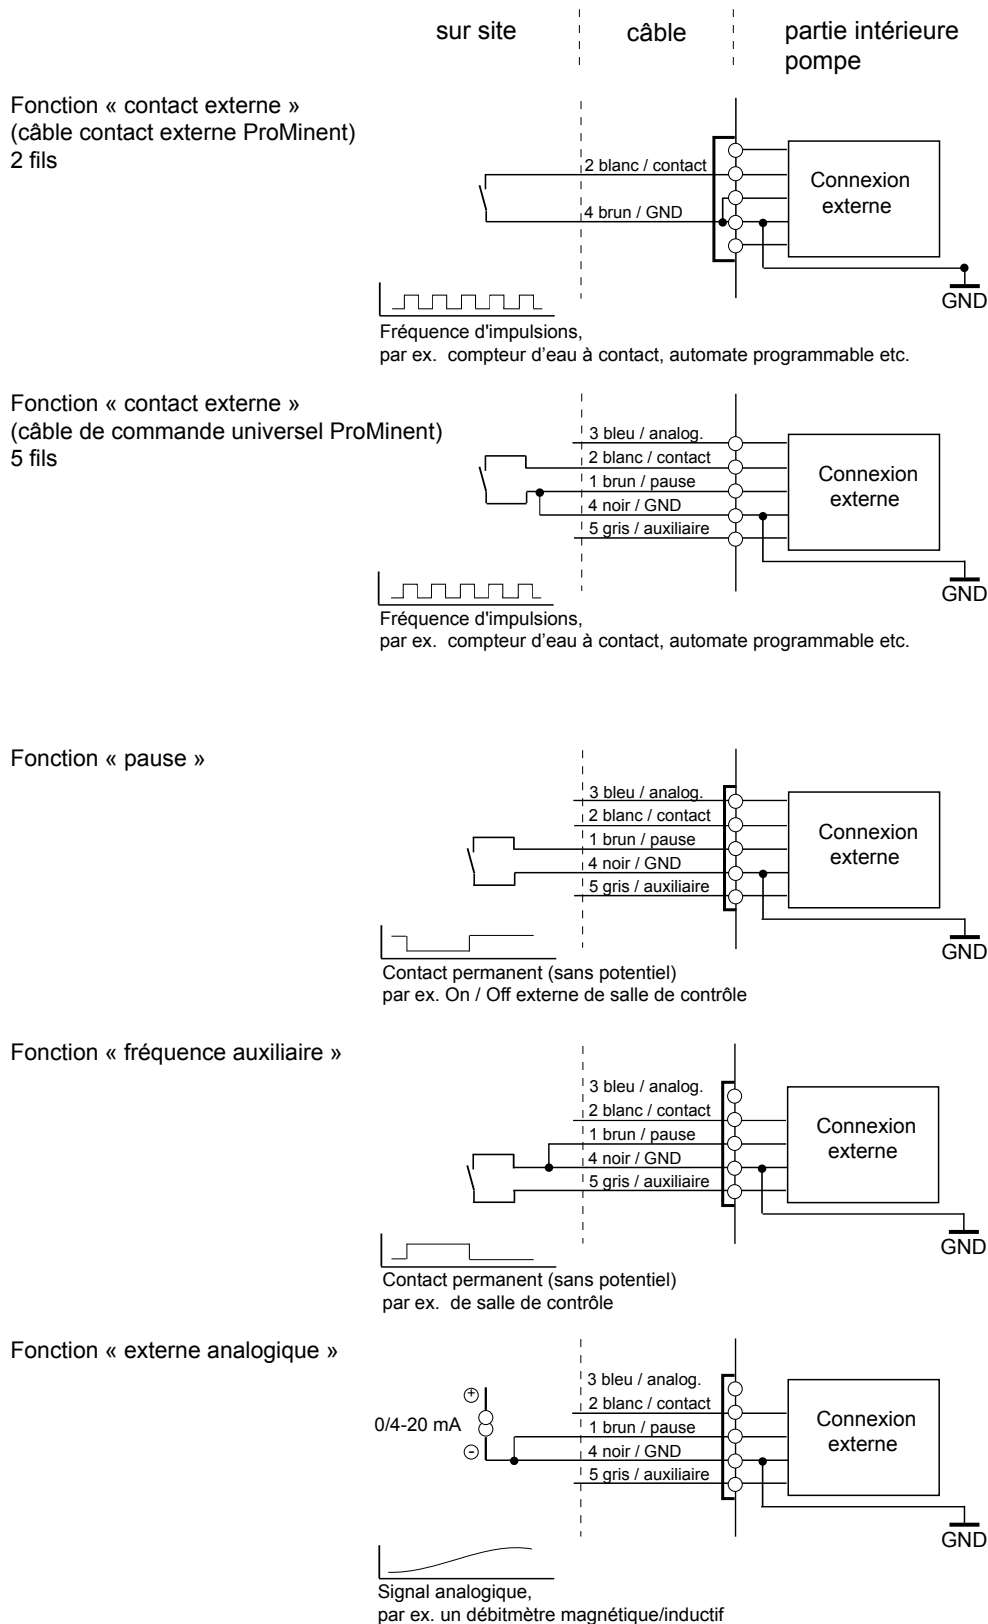 sur site
câble
partie intérieure
pompe
Fonction « contact externe »
(câble contact externe ProMinent)
2 fils
2 blanc / contact
4 brun / GND
Connexion
externe
GND
Fréquence d'impulsions,
par ex. compteur d’eau à contact, automate programmable etc.
Fonction « contact externe »
(câble de commande universel ProMinent)
5 fils
3 bleu / analog.
2 blanc / contact
1 brun / pause
4 noir / GND
5 gris / auxiliaire
Connexion
externe
GND
Fréquence d'impulsions,
par ex. compteur d’eau à contact, automate programmable etc.
Fonction « pause »
3 bleu / analog.
2 blanc / contact
1 brun / pause
4 noir / GND
5 gris / auxiliaire
Connexion
externe
GND
Contact permanent (sans potentiel)
par ex. On / Off externe de salle de contrôle
Fonction « fréquence auxiliaire »
3 bleu / analog.
2 blanc / contact
1 brun / pause
4 noir / GND
5 gris / auxiliaire
Connexion
externe
GND
Contact permanent (sans potentiel)
par ex. de salle de contrôle
Fonction « externe analogique »
+
0/4-20 mA
-
3 bleu / analog.
2 blanc / contact
1 brun / pause
4 noir / GND
5 gris / auxiliaire
Connexion
externe
GND
Signal analogique,
par ex. un débitmètre magnétique/inductif